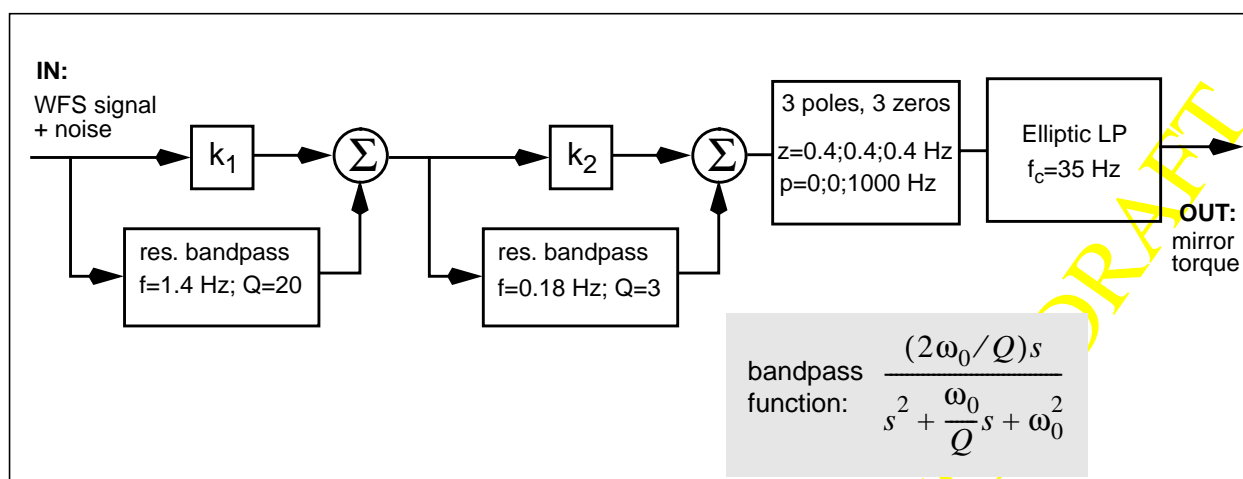 IN:
WFS signal
+ noise
k1
Σ
k2
Σ
3 poles, 3 zeros
z=0.4;0.4;0.4 Hz
p=0;0;1000 Hz
Elliptic LP
fc=35 Hz
OUT:
mirror
torque
res. bandpass
f=1.4 Hz; Q=20
res. bandpass
f=0.18 Hz; Q=3
bandpass
function:
(2ω0/Q)s
s2 + ω0/Q s + ω02
DRAFT